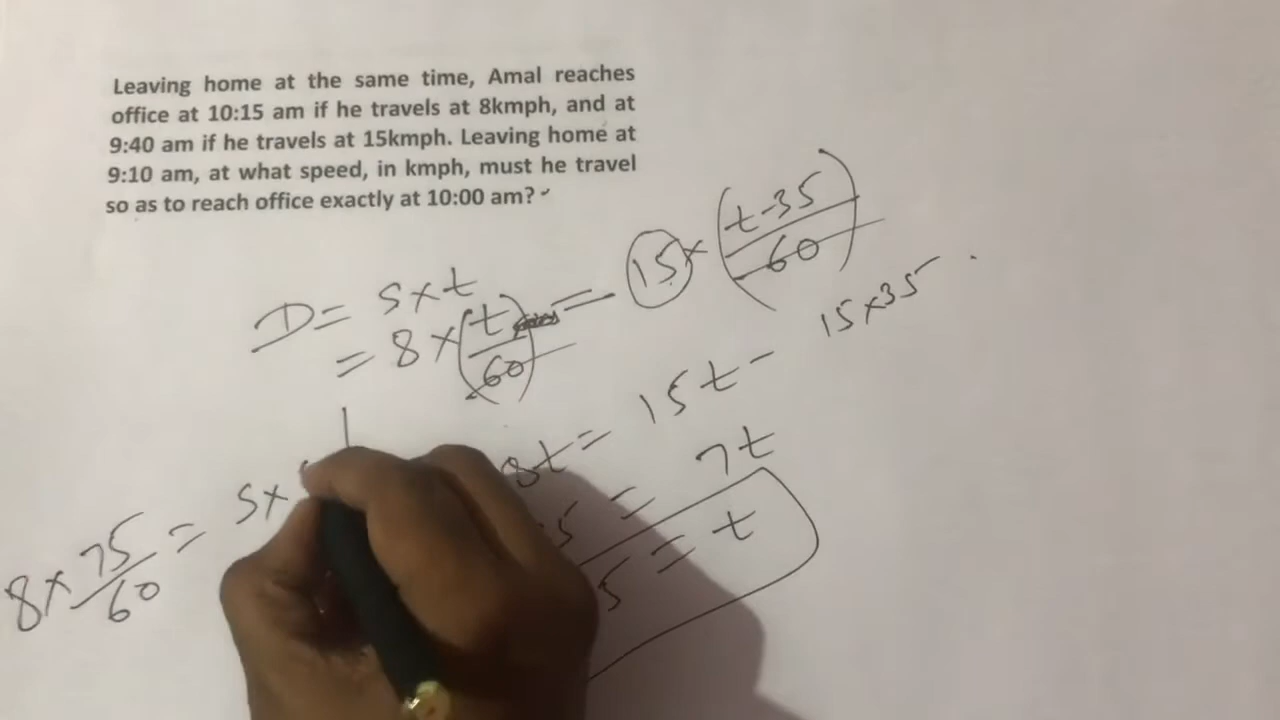 Leaving home at the same time, Amal reaches
office at 10:15 am if he travels at 8kmph, and at
9:40 am if he travels at 15kmph. Leaving home at
9:10 am, at what speed, in kmph, must he travel
so as to reach office exactly at 10:00 am?
D = s×t
= 8×(t/60) = 15×((t-35)/60)
8t = 15t - 15×35
5 = 7t
5 = t
8×75/60 = s×